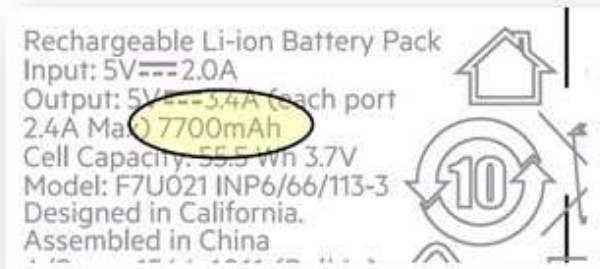 Rechargeable Li-ion Battery Pack
Input: 5V⎓2.0A
Output: 5V⎓3.4A (each port
2.4A Max) 7700mAh
Cell Capacity: 55.5 Wh 3.7V
Model: F7U021 INP6/66/113-3
Designed in California.
Assembled in China
10